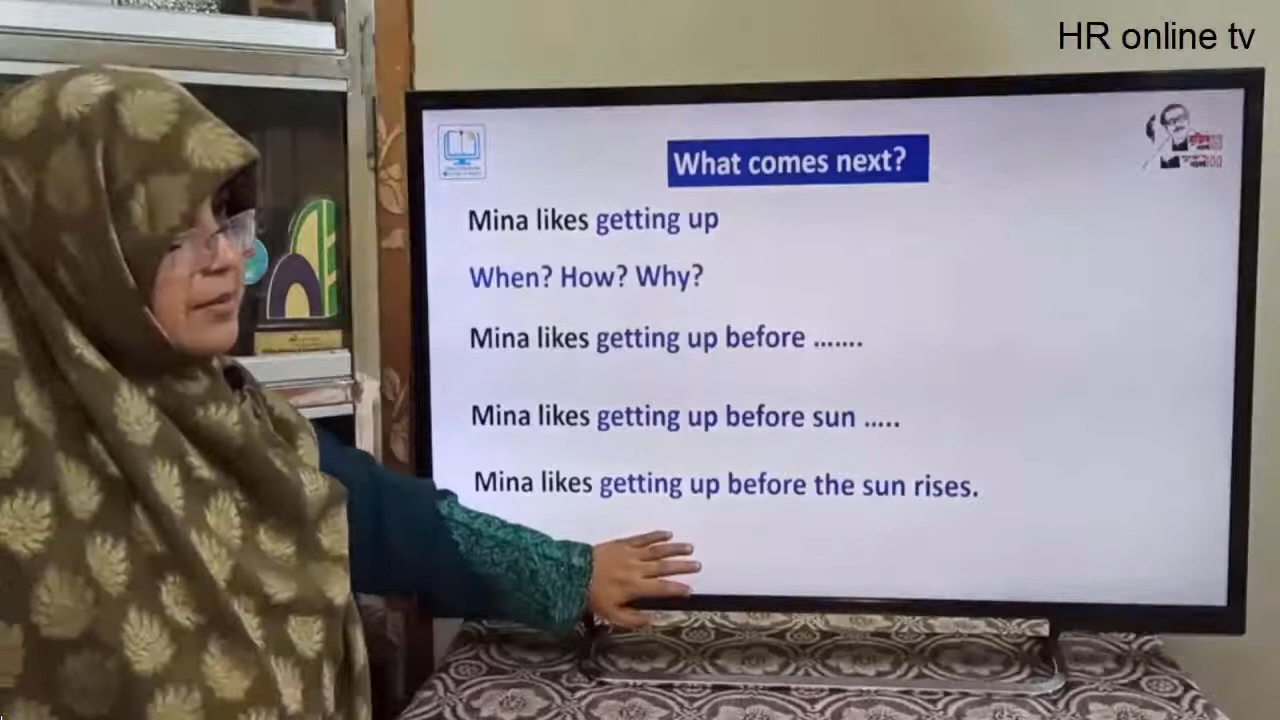 HR online tv
What comes next?
Mina likes getting up
When? How? Why?
Mina likes getting up before .......
Mina likes getting up before sun .....
Mina likes getting up before the sun rises.